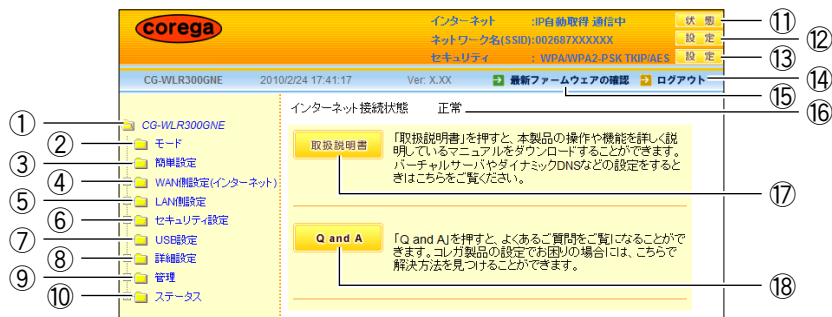 corega
インターネット :IP自動取得 通信中 状 態 ⑪
ネットワーク名(SSID):002687XXXXXX 設 定 ⑫
セキュリティ : WPA/WPA2-PSK TKIP/AES 設 定 ⑬
CG-WLR300GNE 2010/2/24 17:41:17 Ver: X.XX 最新ファームウェアの確認 ログアウト ⑭
⑮
インターネット接続状態 正常 ⑯
① CG-WLR300GNE
② モード
③ 簡単設定
④ WAN側設定(インターネット)
⑤ LAN側設定
⑥ セキュリティ設定
⑦ USB設定
⑧ 詳細設定
⑨ 管理
⑩ ステータス
取扱説明書
「取扱説明書」を押すと、本製品の操作や機能を詳しく説
明しているマニュアルをダウンロードすることができます。
バーチャルサーバやダイナミックDNSなどの設定をすると
きはこちらをご覧ください。
⑰
Q and A
「Q and A」を押すと、よくあるご質問をご覧になることがで
きます。コレガ製品の設定でお困りの場合には、こちらで
解決方法を見つけることができます。
⑱